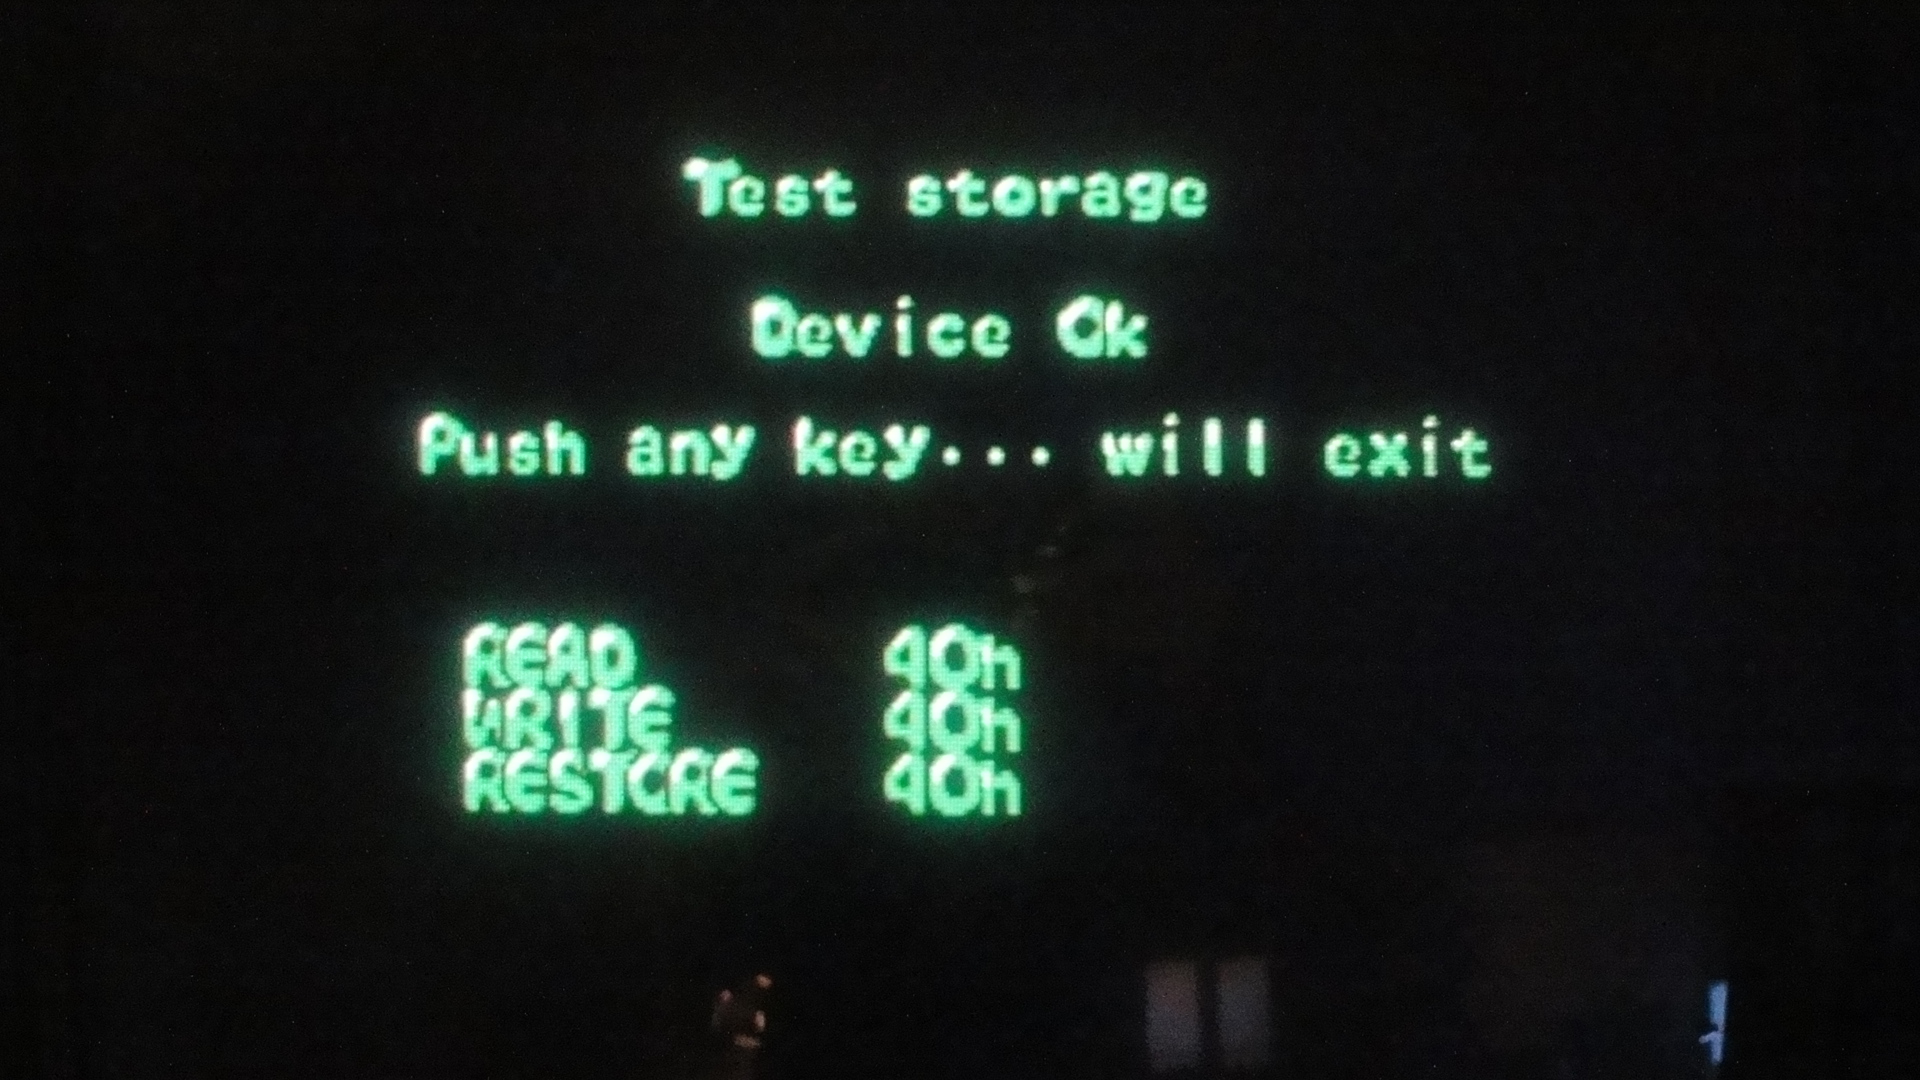 Test storage
Device Ok
Push any key... will exit
READ 40h
WRITE 40h
RESTORE 40h